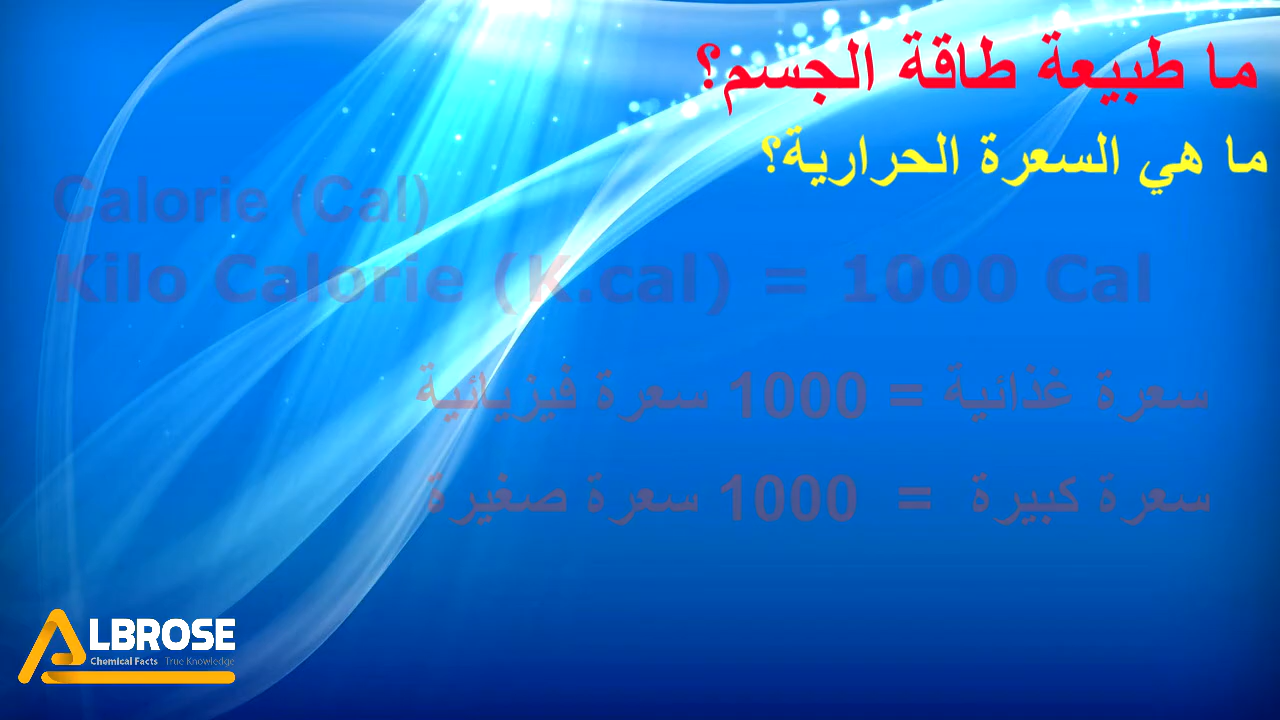 ما طبيعة طاقة الجسم؟
ما هي السعرة الحرارية؟
Calorie (Cal)
Kilo Calorie (K.cal) = 1000 Cal
سعرة غذائية = 1000 سعرة فيزيائية
سعرة كبيرة = 1000 سعرة صغيرة
ALBROSE
Chemical Facts True Knowledge